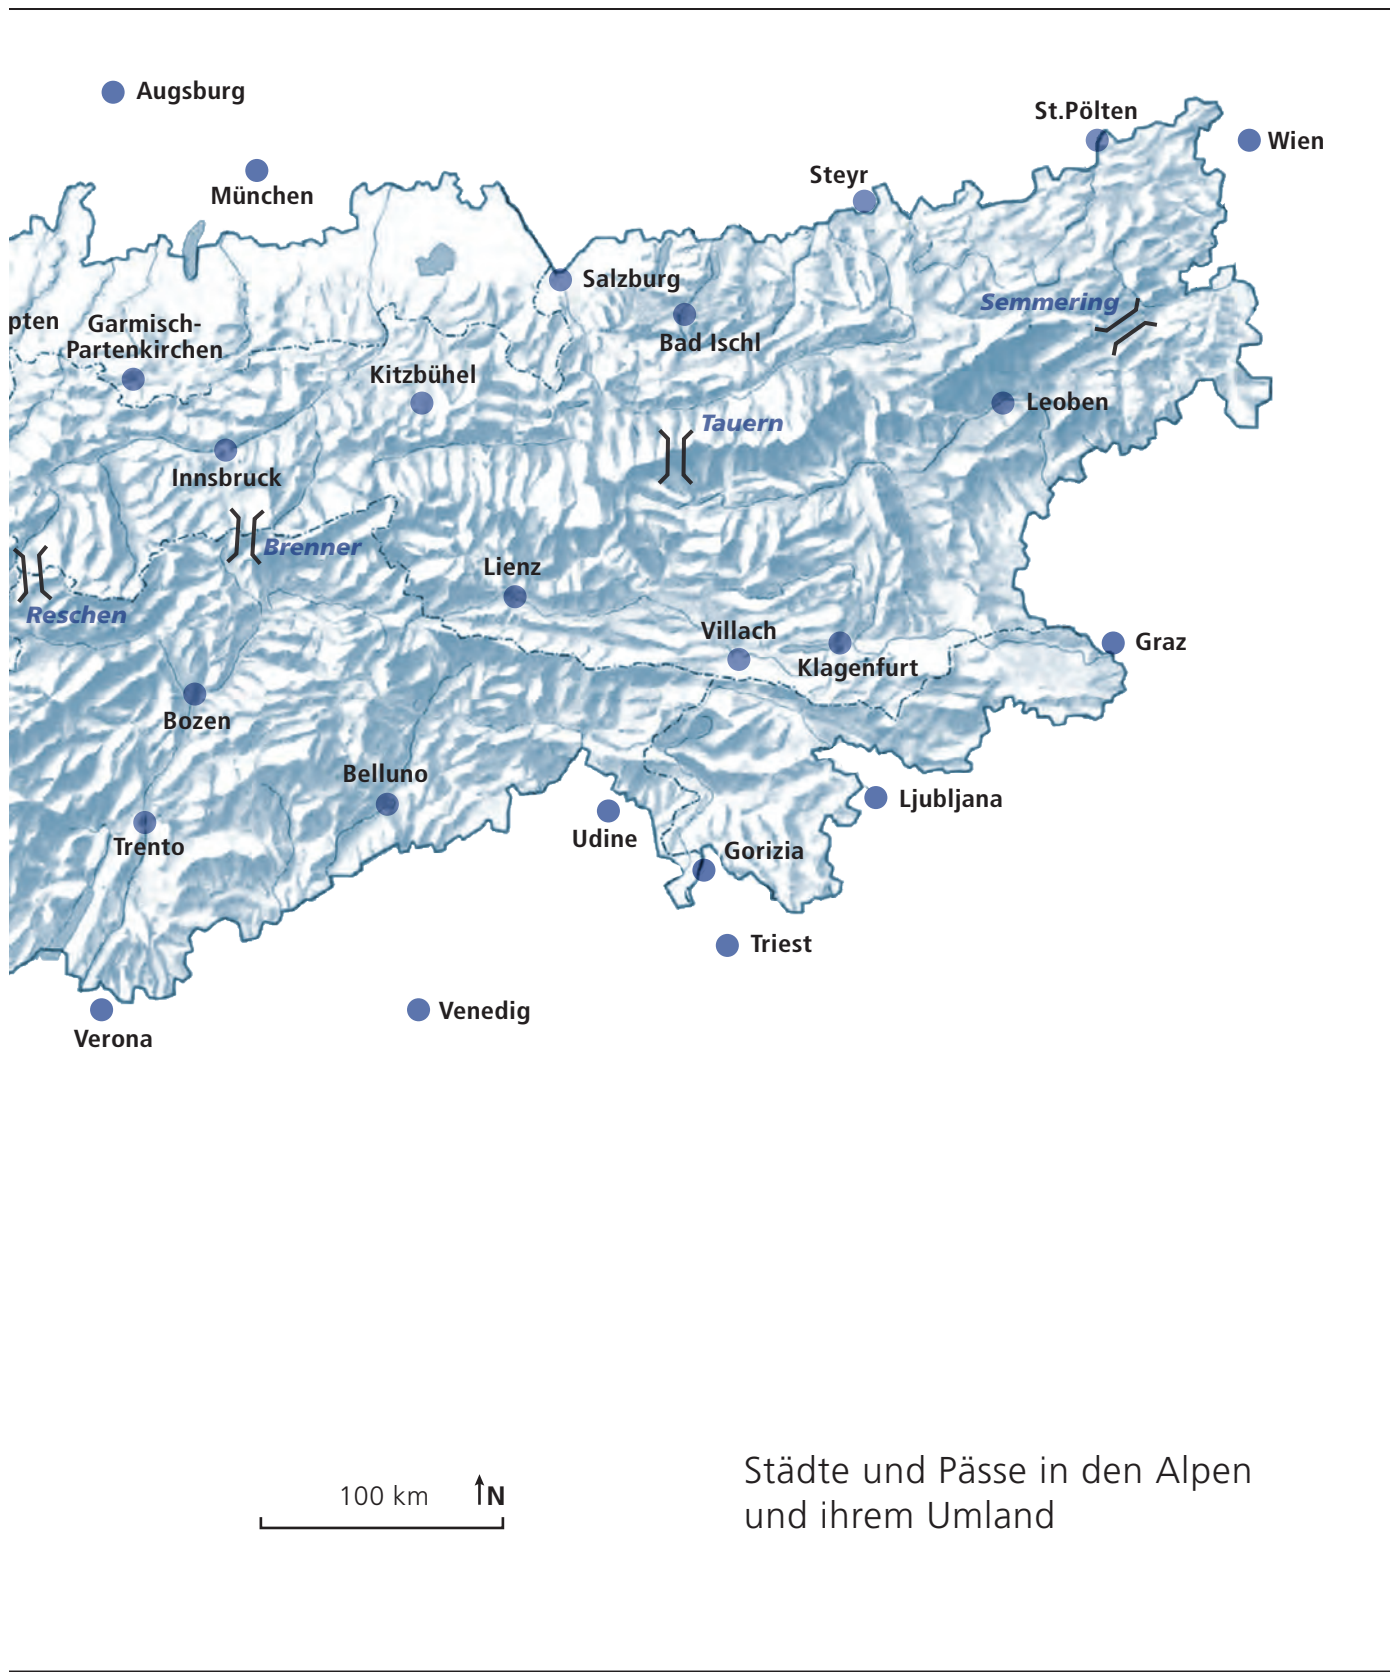 Augsburg
St.Pölten
Wien
München
Steyr
Salzburg
Semmering
pten
Garmisch-
Partenkirchen
Bad Ischl
Kitzbühel
Leoben
Tauern
Innsbruck
Brenner
Lienz
Reschen
Villach
Graz
Klagenfurt
Bozen
Belluno
Ljubljana
Udine
Trento
Gorizia
Triest
Venedig
Verona
100 km
N
Städte und Pässe in den Alpen
und ihrem Umland